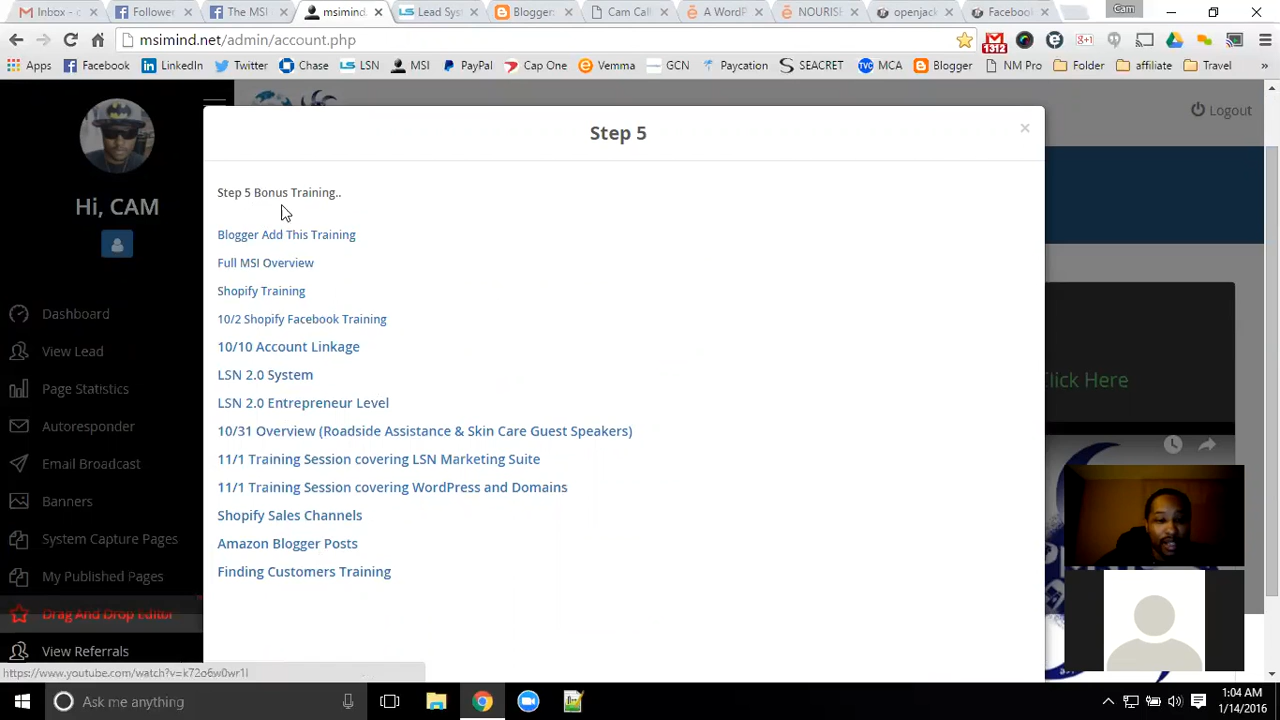 Inbox - c
Follower
The MSI
msimind.
Lead Sys
Blogger:
Cam Call
A WordP
NOURISH
openjack
Facebook
Cam
msimind.net/admin/account.php
1312
Apps Facebook LinkedIn Twitter Chase LSN MSI PayPal Cap One Vemma GCN Paycation SEACRET MCA Blogger NM Pro Folder affiliate Travel
Logout
Step 5
×
Hi, CAM
Step 5 Bonus Training..
Blogger Add This Training
Full MSI Overview
Shopify Training
10/2 Shopify Facebook Training
10/10 Account Linkage
LSN 2.0 System
LSN 2.0 Entrepreneur Level
10/31 Overview (Roadside Assistance & Skin Care Guest Speakers)
11/1 Training Session covering LSN Marketing Suite
11/1 Training Session covering WordPress and Domains
Shopify Sales Channels
Amazon Blogger Posts
Finding Customers Training
Dashboard
View Lead
Page Statistics
Autoresponder
Email Broadcast
Banners
System Capture Pages
My Published Pages
Drag And Drop Editor
View Referrals
Click Here
https://www.youtube.com/watch?v=k72o6w0wr1I
Ask me anything
1:04 AM
1/14/2016